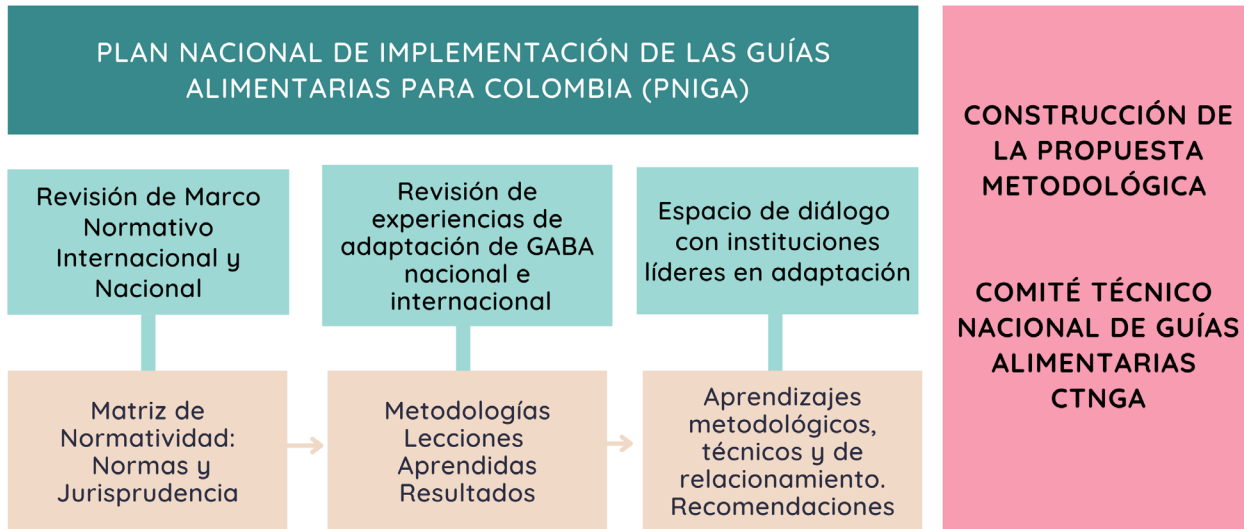 PLAN NACIONAL DE IMPLEMENTACIÓN DE LAS GUÍAS
ALIMENTARIAS PARA COLOMBIA (PNIGA)
Revisión de Marco
Normativo
Internacional y
Nacional
Revisión de
experiencias de
adaptación de GABA
nacional e
internacional
Espacio de diálogo
con instituciones
líderes en adaptación
Matriz de
Normatividad:
Normas y
Jurisprudencia
Metodologías
Lecciones
Aprendidas
Resultados
Aprendizajes
metodológicos,
técnicos y de
relacionamiento.
Recomendaciones
CONSTRUCCIÓN DE
LA PROPUESTA
METODOLÓGICA
COMITÉ TÉCNICO
NACIONAL DE GUÍAS
ALIMENTARIAS
CTNGA